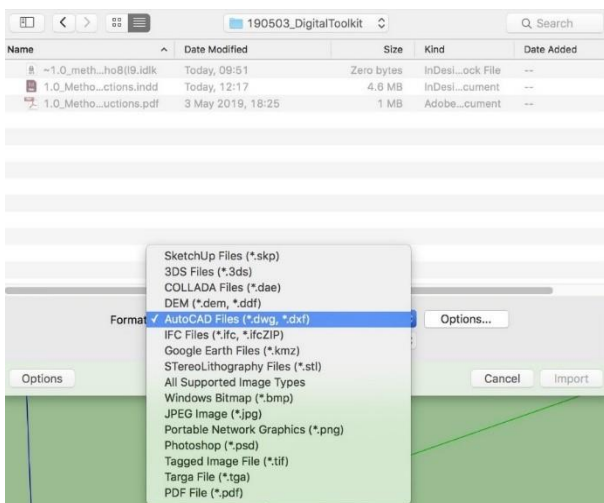 190503_DigitalToolkit
Search
Name Date Modified Size Kind Date Added
~1.0_meth...ho8(l9.idlk Today, 09:51 Zero bytes InDesi...ock File --
1.0_Metho...ctions.indd Today, 12:17 4.6 MB InDesi...cument --
1.0_Metho...uctions.pdf 3 May 2019, 18:25 1 MB Adobe...cument --
SketchUp Files (*.skp)
3DS Files (*.3ds)
COLLADA Files (*.dae)
DEM (*.dem, *.ddf)
Format ✓ AutoCAD Files (*.dwg, *.dxf) Options...
IFC Files (*.ifc, *.ifcZIP)
Google Earth Files (*.kmz)
STereoLithography Files (*.stl)
Options All Supported Image Types Cancel Import
Windows Bitmap (*.bmp)
JPEG Image (*.jpg)
Portable Network Graphics (*.png)
Photoshop (*.psd)
Tagged Image File (*.tif)
Targa File (*.tga)
PDF File (*.pdf)